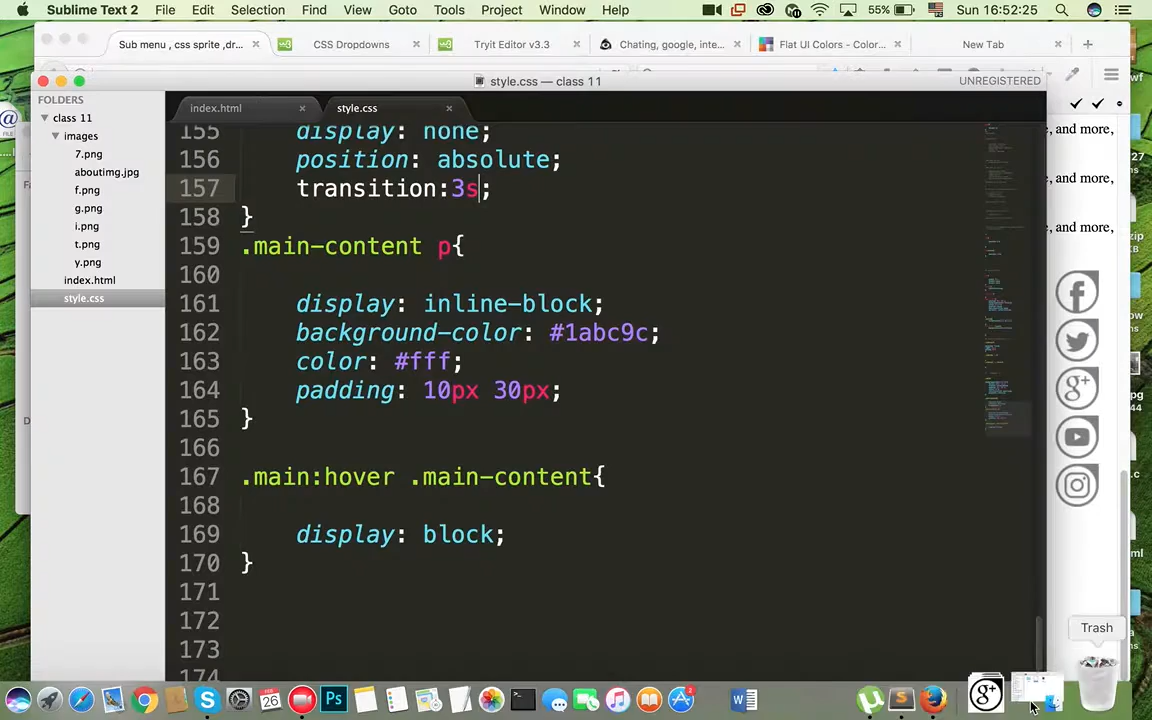 Sublime Text 2 File Edit Selection Find View Goto Tools Project Window Help 55% Sun 16:52:25
Sub menu , css sprite ,dr... CSS Dropdowns Tryit Editor v3.3 Chating, google, inte... Flat UI Colors - Color... New Tab
style.css — class 11 UNREGISTERED
FOLDERS
class 11
images
7.png
aboutimg.jpg
f.png
g.png
i.png
t.png
y.png
index.html
style.css
index.html style.css
155 display: none;
156 position: absolute;
157 transition:3s;
158 }
159 .main-content p{
160
161 display: inline-block;
162 background-color: #1abc9c;
163 color: #fff;
164 padding: 10px 30px;
165 }
166
167 .main:hover .main-content{
168
169 display: block;
170 }
171
172
173
174
e, and more,
e, and more,
e, and more,
Trash